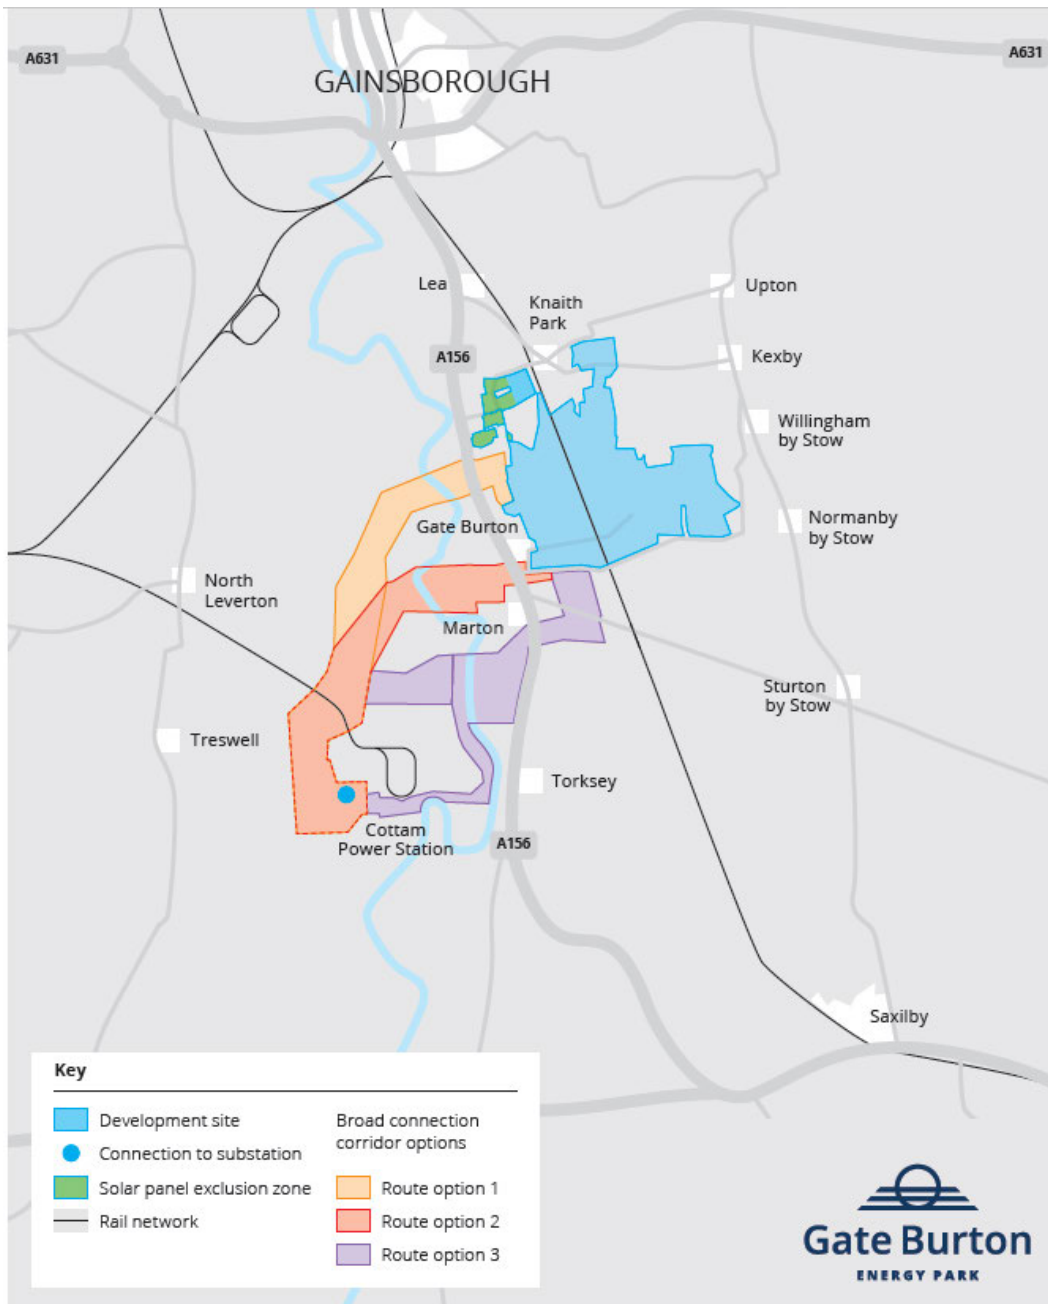 A631
A631
GAINSBOROUGH
Lea
Knaith
Park
Upton
A156
Kexby
Willingham
by Stow
Gate Burton
Normanby
by Stow
North
Leverton
Marton
Sturton
by Stow
Treswell
Torksey
Cottam
Power Station
A156
Saxilby
Key
Development site
Connection to substation
Solar panel exclusion zone
Rail network
Broad connection
corridor options
Route option 1
Route option 2
Route option 3
Gate Burton
ENERGY PARK